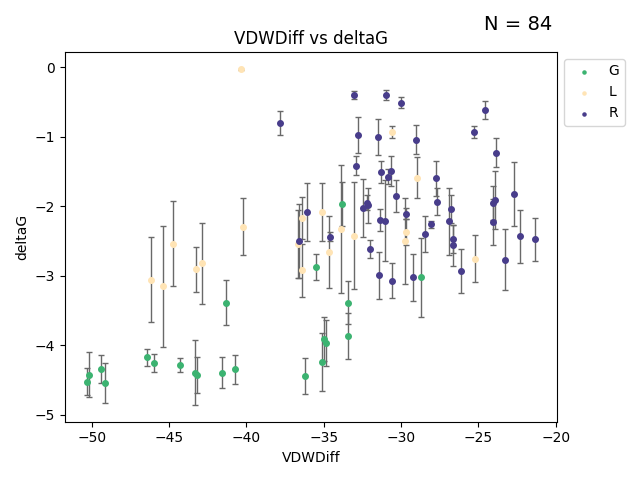 N = 84
VDWDiff vs deltaG
G
L
R
deltaG
0
−1
−2
−3
−4
−5
−50 −45 −40 −35 −30 −25 −20
VDWDiff